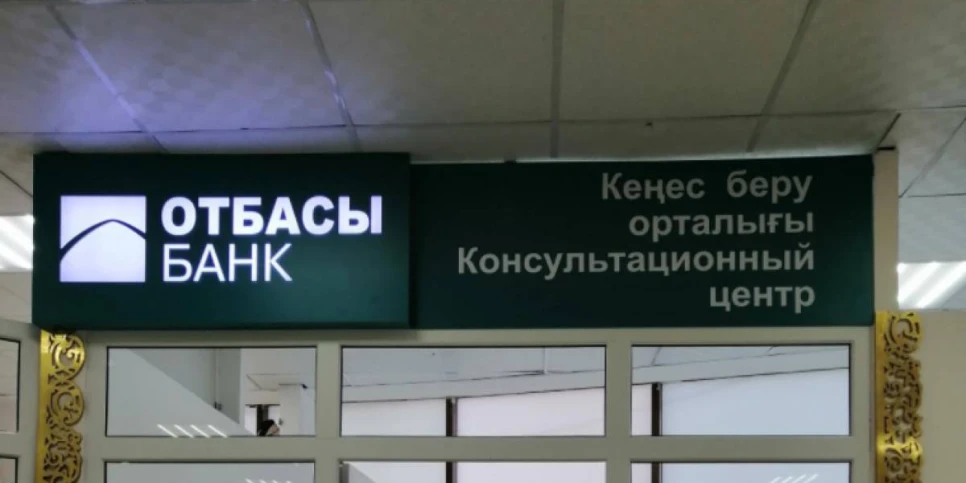 ОТБАСЫ
БАНК
Кеңес беру
орталығы
Консультационный
центр